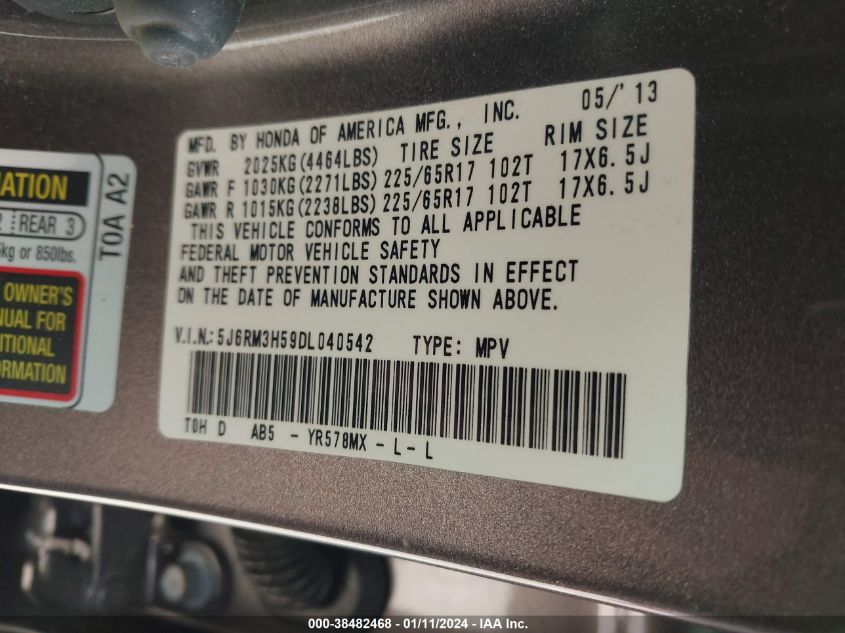 MFD. BY HONDA OF AMERICA MFG., INC. 05/'13
GVWR 2025KG(4464LBS) TIRE SIZE RIM SIZE
GAWR F 1030KG(2271LBS) 225/65R17 102T 17X6.5J
GAWR R 1015KG(2238LBS) 225/65R17 102T 17X6.5J
THIS VEHICLE CONFORMS TO ALL APPLICABLE
FEDERAL MOTOR VEHICLE SAFETY
AND THEFT PREVENTION STANDARDS IN EFFECT
ON THE DATE OF MANUFACTURE SHOWN ABOVE.
V.I.N.: 5J6RM3H59DL040542 TYPE: MPV
T0H D AB5 - YR578MX - L - L
MATION
2 REAR 3
kg or 850lbs.
OWNER'S
NUAL FOR
DITIONAL
FORMATION
T0A A2
000-38482468 - 01/11/2024 - IAA Inc.